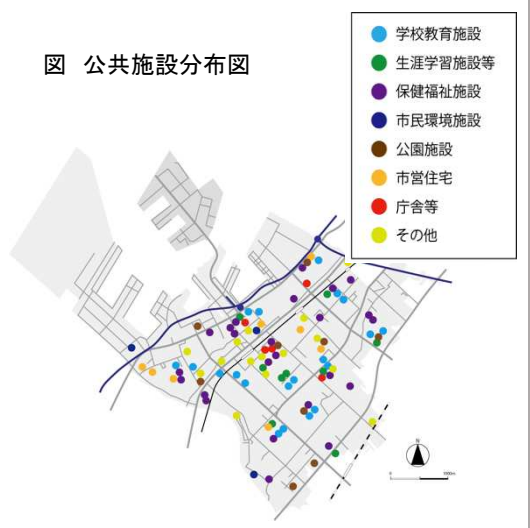 図 公共施設分布図
学校教育施設
生涯学習施設等
保健福祉施設
市民環境施設
公園施設
市営住宅
庁舎等
その他
N
0
1000m